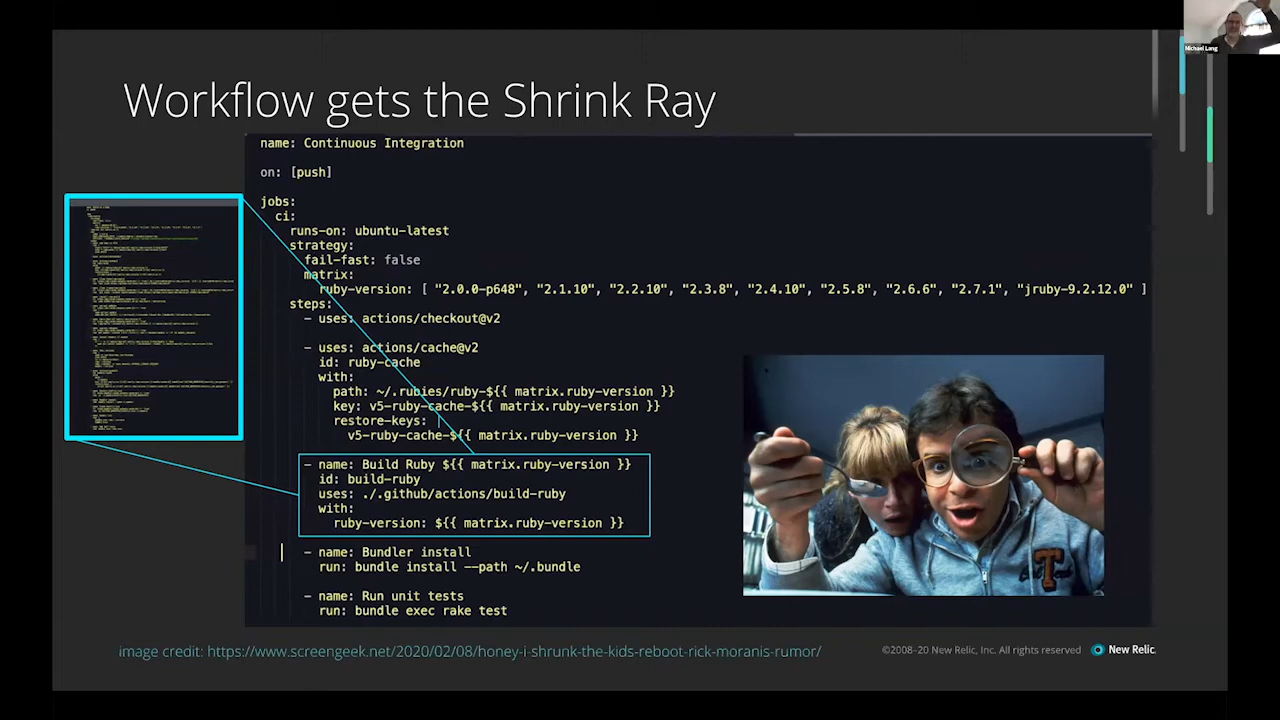 Michael Lang
Workflow gets the Shrink Ray
name: Continuous Integration
on: [push]
jobs:
ci:
runs-on: ubuntu-latest
strategy:
fail-fast: false
matrix:
ruby-version: [ "2.0.0-p648", "2.1.10", "2.2.10", "2.3.8", "2.4.10", "2.5.8", "2.6.6", "2.7.1", "jruby-9.2.12.0" ]
steps:
- uses: actions/checkout@v2
- uses: actions/cache@v2
id: ruby-cache
with:
path: ~/.rubies/ruby-${{ matrix.ruby-version }}
key: v5-ruby-cache-${{ matrix.ruby-version }}
restore-keys: |
v5-ruby-cache-${{ matrix.ruby-version }}
- name: Build Ruby ${{ matrix.ruby-version }}
id: build-ruby
uses: ./.github/actions/build-ruby
with:
ruby-version: ${{ matrix.ruby-version }}
- name: Bundler install
run: bundle install --path ~/.bundle
- name: Run unit tests
run: bundle exec rake test
T
image credit: https://www.screengeek.net/2020/02/08/honey-i-shrunk-the-kids-reboot-rick-moranis-rumor/
©2008–20 New Relic, Inc. All rights reserved
New Relic.